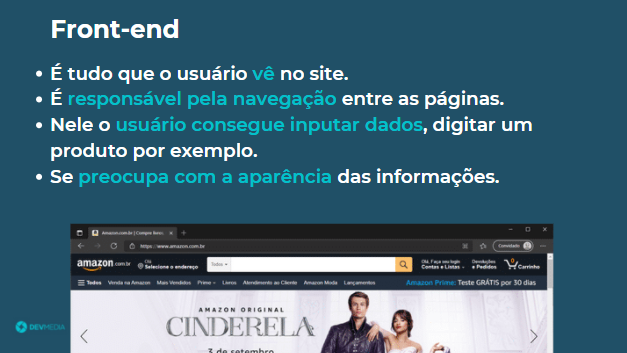 Front-end
• É tudo que o usuário vê no site.
• É responsável pela navegação entre as páginas.
• Nele o usuário consegue inputar dados, digitar um
produto por exemplo.
• Se preocupa com a aparência das informações.
Amazon.com.br | Compre livros,...
https://www.amazon.com.br
Convidado
amazon.com.br
Olá
Selecione o endereço
Todos
Olá, Faça seu login
Contas e Listas
Devoluções
e Pedidos
0
Carrinho
Todos Venda na Amazon Mais Vendidos Prime Livros Atendimento ao Cliente Amazon Moda Lançamentos
Amazon Prime: Teste GRÁTIS por 30 dias
AMAZON ORIGINAL
CINDERELA
3 de setembro
DEVMEDIA